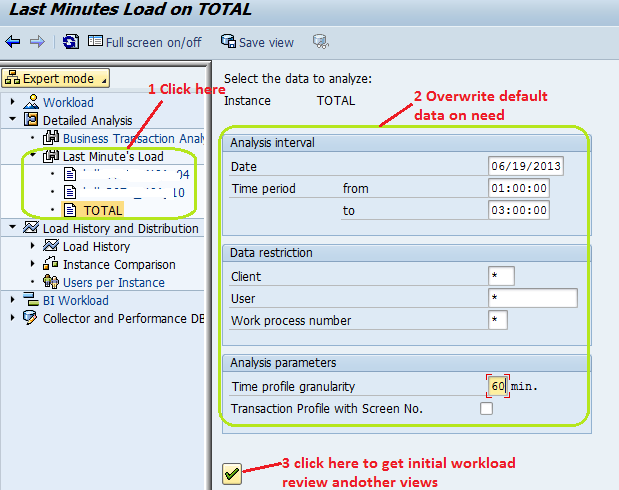 Last Minutes Load on TOTAL
Full screen on/off Save view
Expert mode
1 Click here
Workload
Detailed Analysis
Business Transaction Analy
Last Minute's Load
04
10
TOTAL
Load History and Distribution
Load History
Instance Comparison
Users per Instance
BI Workload
Collector and Performance DB
Select the data to analyze:
Instance TOTAL
2 Overwrite default
data on need
Analysis interval
Date 06/19/2013
Time period from 01:00:00
to 03:00:00
Data restriction
Client *
User *
Work process number *
Analysis parameters
Time profile granularity 60 min.
Transaction Profile with Screen No.
3 click here to get initial workload
review andother views